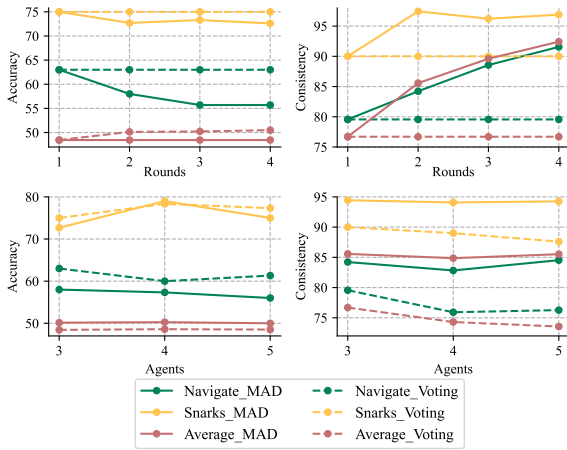 Accuracy
75
70
65
60
55
50
1 2 3 4
Rounds
Consistency
95
90
85
80
75
1 2 3 4
Rounds
Accuracy
80
70
60
50
3 4 5
Agents
Consistency
95
90
85
80
75
3 4 5
Agents
Navigate_MAD Navigate_Voting
Snarks_MAD Snarks_Voting
Average_MAD Average_Voting